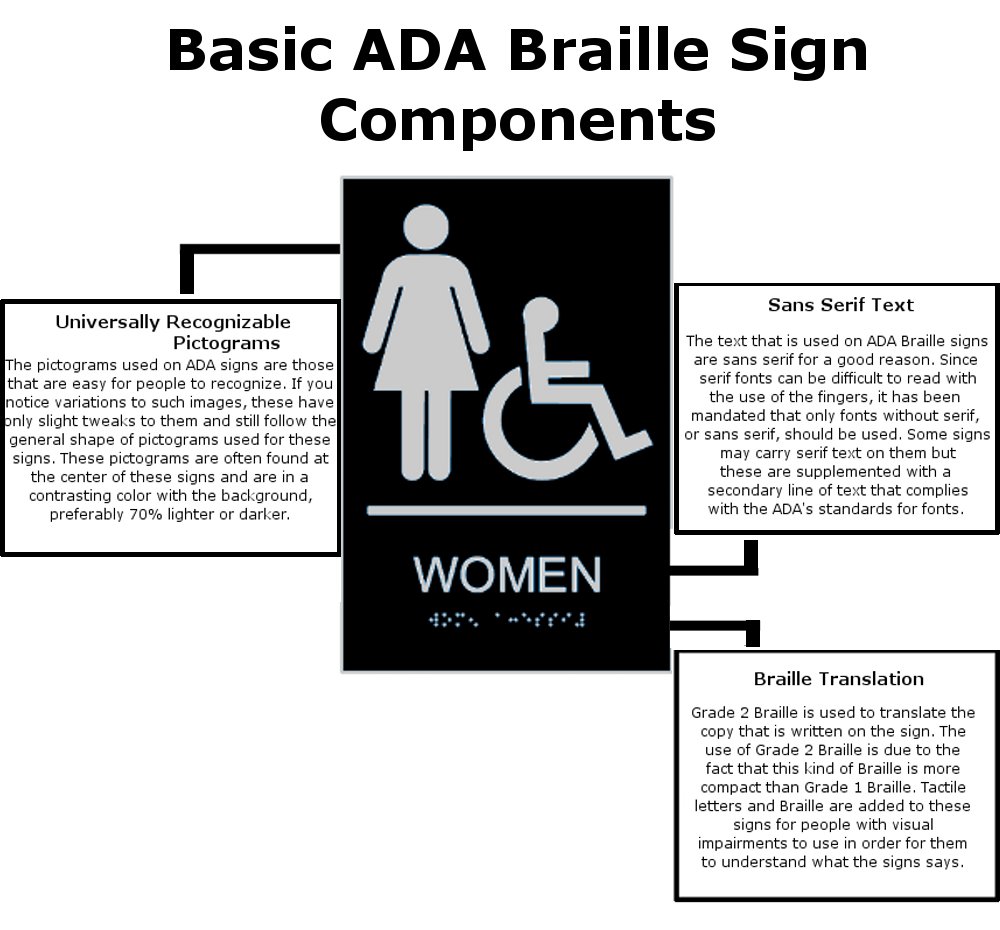 Basic ADA Braille Sign
Components
Universally Recognizable
Pictograms
The pictograms used on ADA signs are those
that are easy for people to recognize. If you
notice variations to such images, these have
only slight tweaks to them and still follow the
general shape of pictograms used for these
signs. These pictograms are often found at
the center of these signs and are in a
contrasting color with the background,
preferably 70% lighter or darker.
Sans Serif Text
The text that is used on ADA Braille signs
are sans serif for a good reason. Since
serif fonts can be difficult to read with
the use of the fingers, it has been
mandated that only fonts without serif,
or sans serif, should be used. Some signs
may carry serif text on them but
these are supplemented with a
secondary line of text that complies
with the ADA's standards for fonts.
WOMEN
Braille Translation
Grade 2 Braille is used to translate the
copy that is written on the sign. The
use of Grade 2 Braille is due to the
fact that this kind of Braille is more
compact than Grade 1 Braille. Tactile
letters and Braille are added to these
signs for people with visual
impairments to use in order for them
to understand what the signs says.